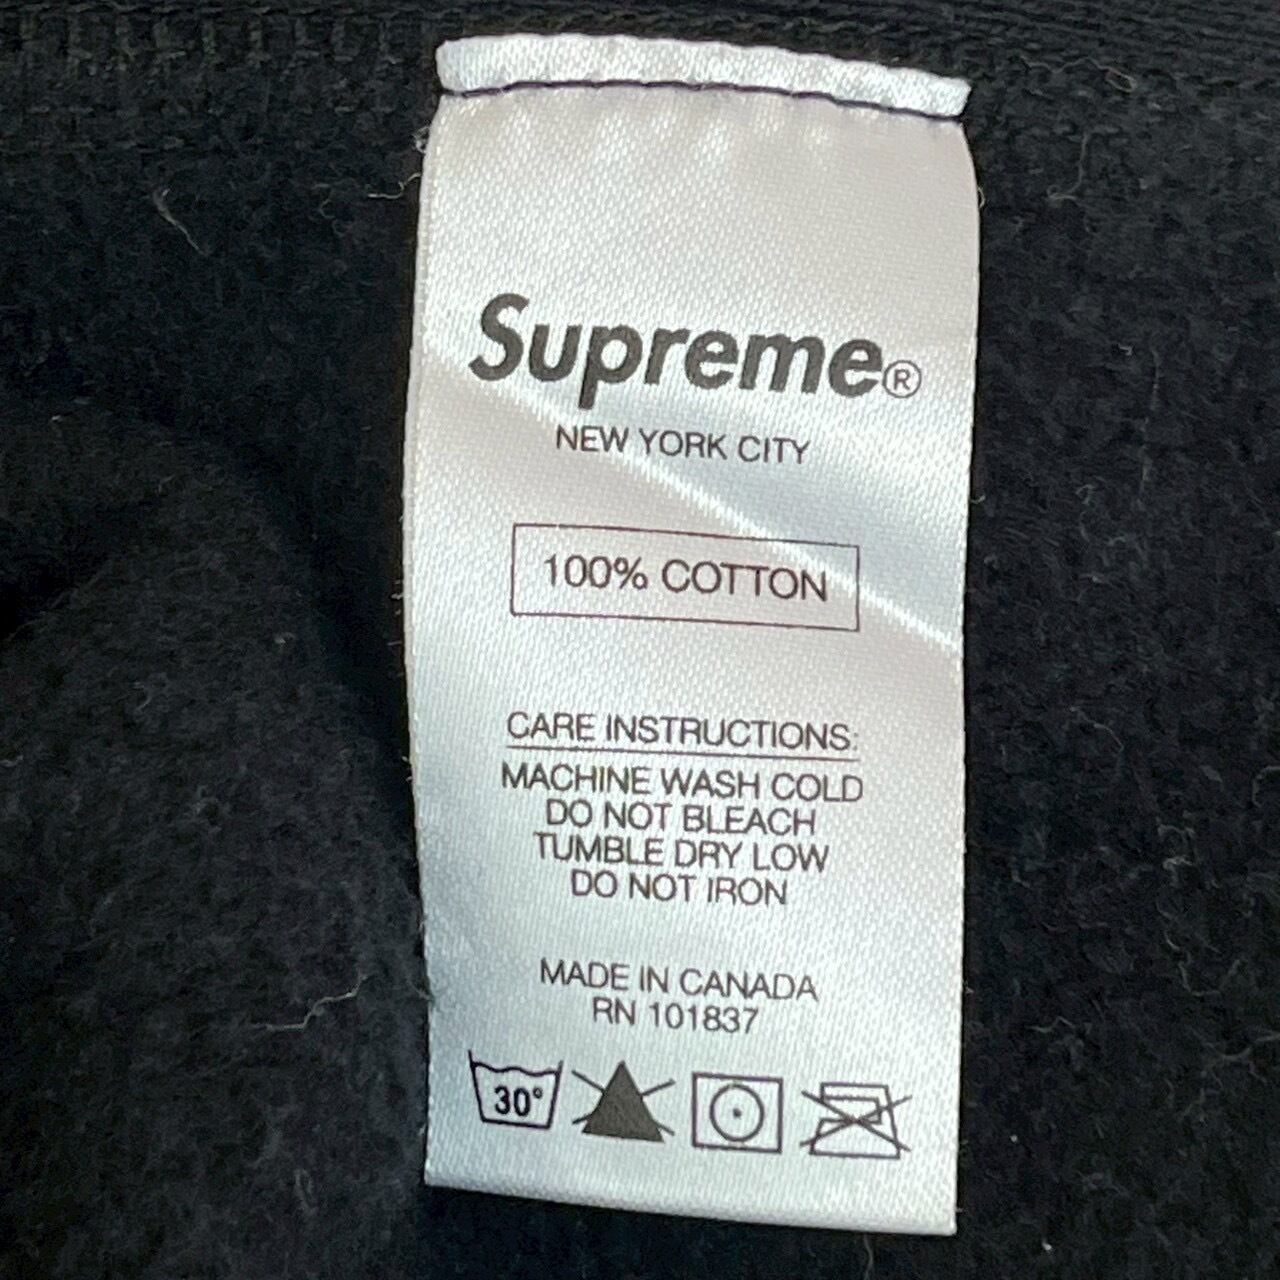 Supreme®
NEW YORK CITY
100% COTTON
CARE INSTRUCTIONS:
MACHINE WASH COLD
DO NOT BLEACH
TUMBLE DRY LOW
DO NOT IRON
MADE IN CANADA
RN 101837
30°